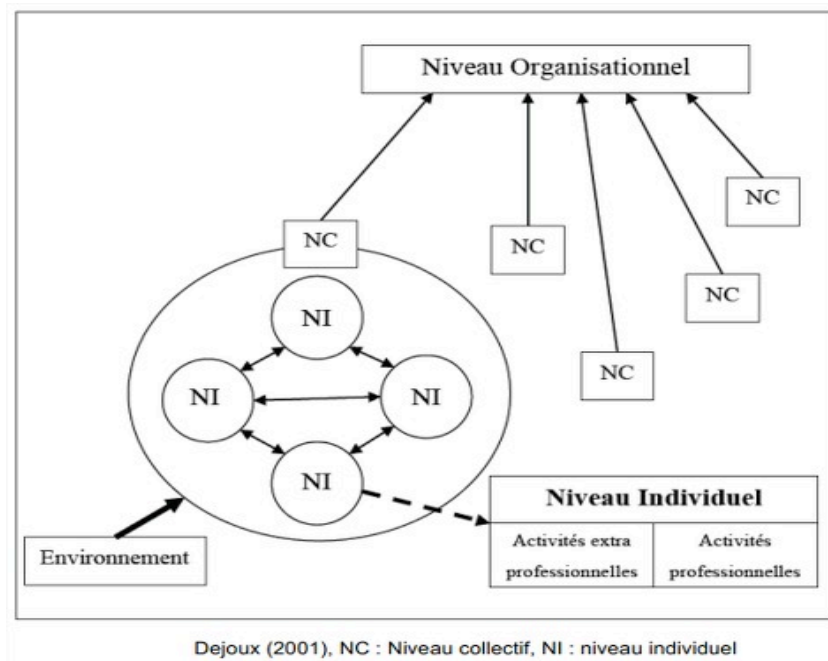 Niveau Organisationnel
NC
NC
NC
NC
NC
NI
NI
NI
NI
Niveau Individuel
Activités extra
professionnelles
Activités
professionnelles
Environnement
Dejoux (2001), NC : Niveau collectif, NI : niveau individuel